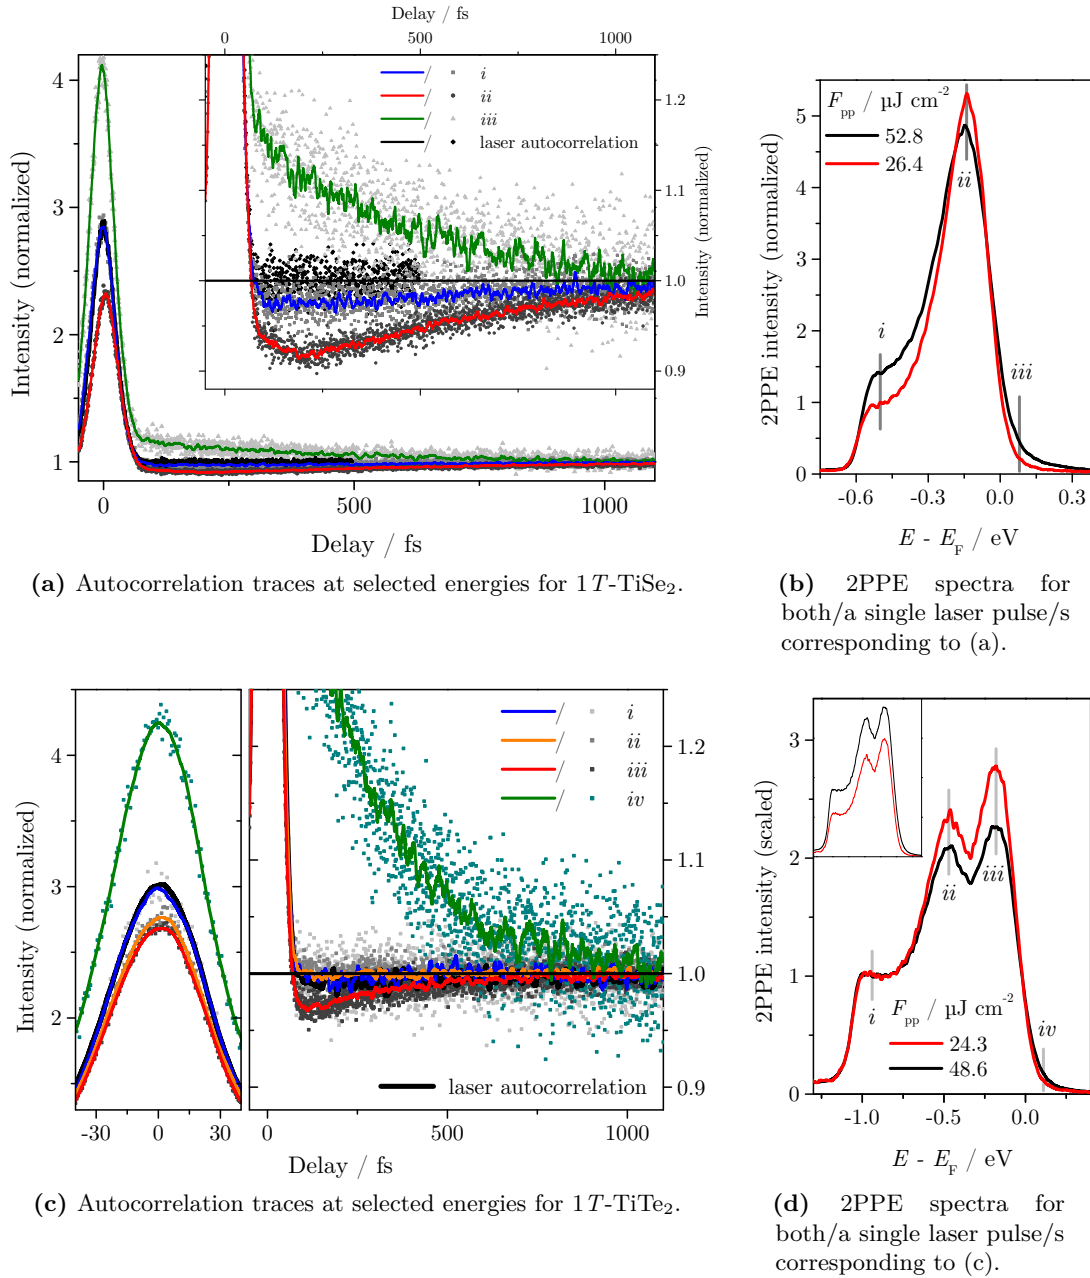 Delay / fs
0
500
1000
4
3
2
1
Intensity (normalized)
/ i
/ ii
/ iii
/ laser autocorrelation
1.2
1.1
1.0
0.9
Intensity (normalized)
0
500
1000
Delay / fs
(a) Autocorrelation traces at selected energies for 1T-TiSe₂.
F_pp / µJ cm⁻²
52.8
26.4
i
ii
iii
5
4
3
2
1
0
2PPE intensity (normalized)
-0.6
-0.3
0.0
0.3
E - E_F / eV
(b) 2PPE spectra for
both/a single laser pulse/s
corresponding to (a).
4
3
2
Intensity (normalized)
-30
0
30
/ i
/ ii
/ iii
/ iv
laser autocorrelation
1.2
1.1
1.0
0.9
0
500
1000
Delay / fs
(c) Autocorrelation traces at selected energies for 1T-TiTe₂.
3
2
1
0
2PPE intensity (scaled)
i
ii
iii
iv
F_pp / µJ cm⁻²
24.3
48.6
-1.0
-0.5
0.0
E - E_F / eV
(d) 2PPE spectra for
both/a single laser pulse/s
corresponding to (c).